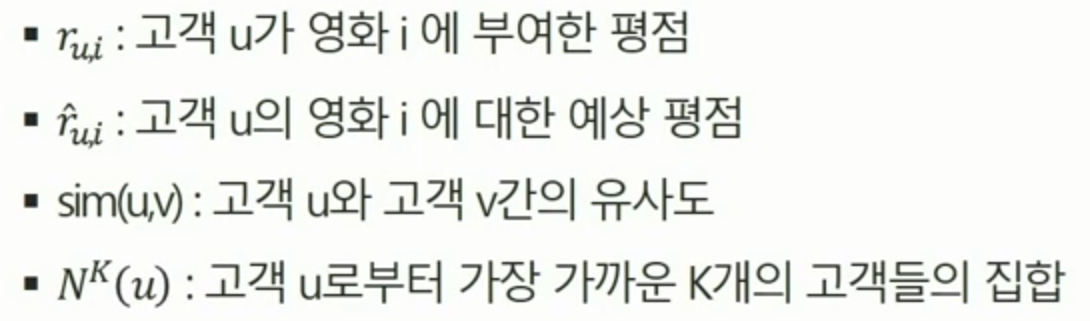 ▪ r_{u,i} : 고객 u가 영화 i 에 부여한 평점
▪ r̂_{u,i} : 고객 u의 영화 i 에 대한 예상 평점
▪ sim(u,v) : 고객 u와 고객 v간의 유사도
▪ N^K(u) : 고객 u로부터 가장 가까운 K개의 고객들의 집합